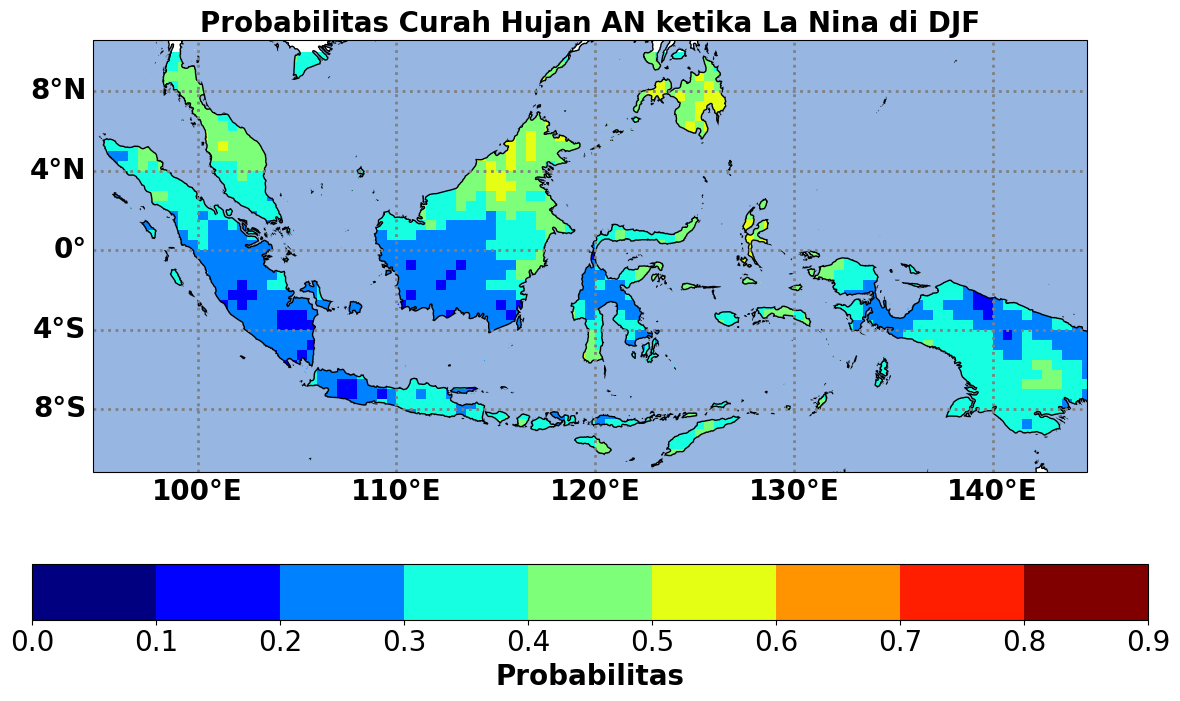 Probabilitas Curah Hujan AN ketika La Nina di DJF
8°N
4°N
0°
4°S
8°S
100°E 110°E 120°E 130°E 140°E
0.0 0.1 0.2 0.3 0.4 0.5 0.6 0.7 0.8 0.9
Probabilitas